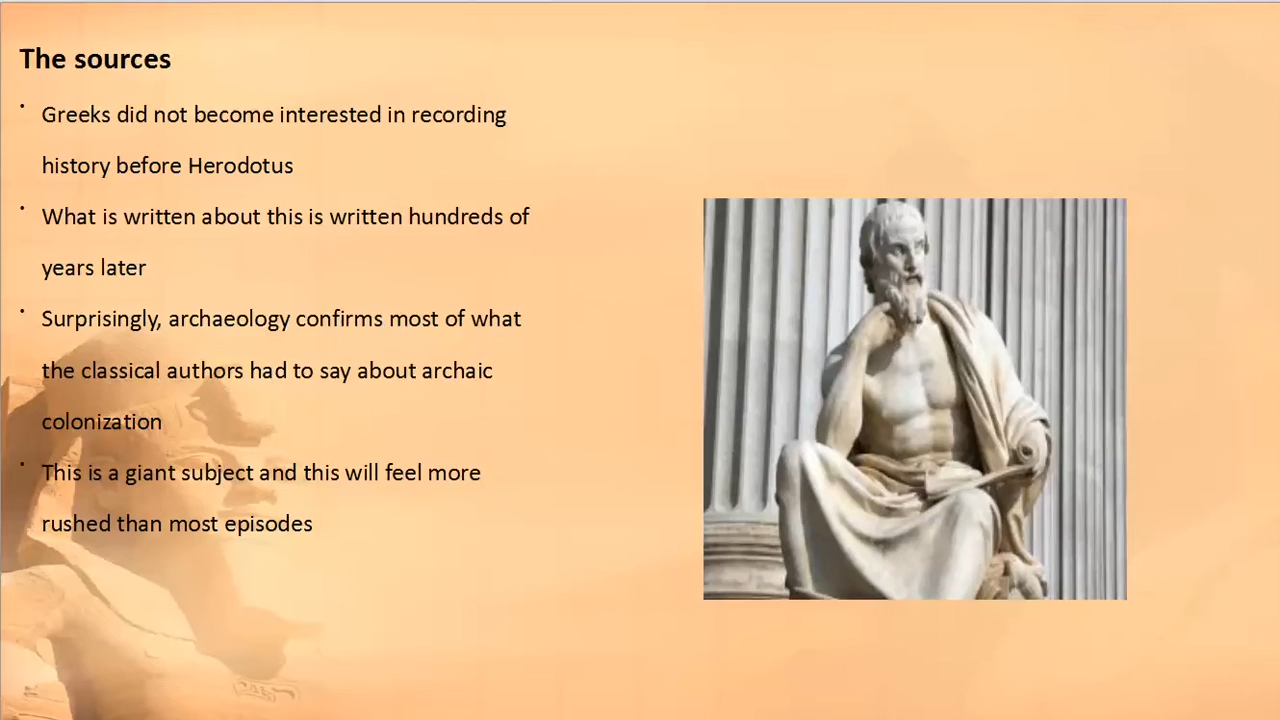 The sources
• Greeks did not become interested in recording
history before Herodotus
• What is written about this is written hundreds of
years later
• Surprisingly, archaeology confirms most of what
the classical authors had to say about archaic
colonization
• This is a giant subject and this will feel more
rushed than most episodes